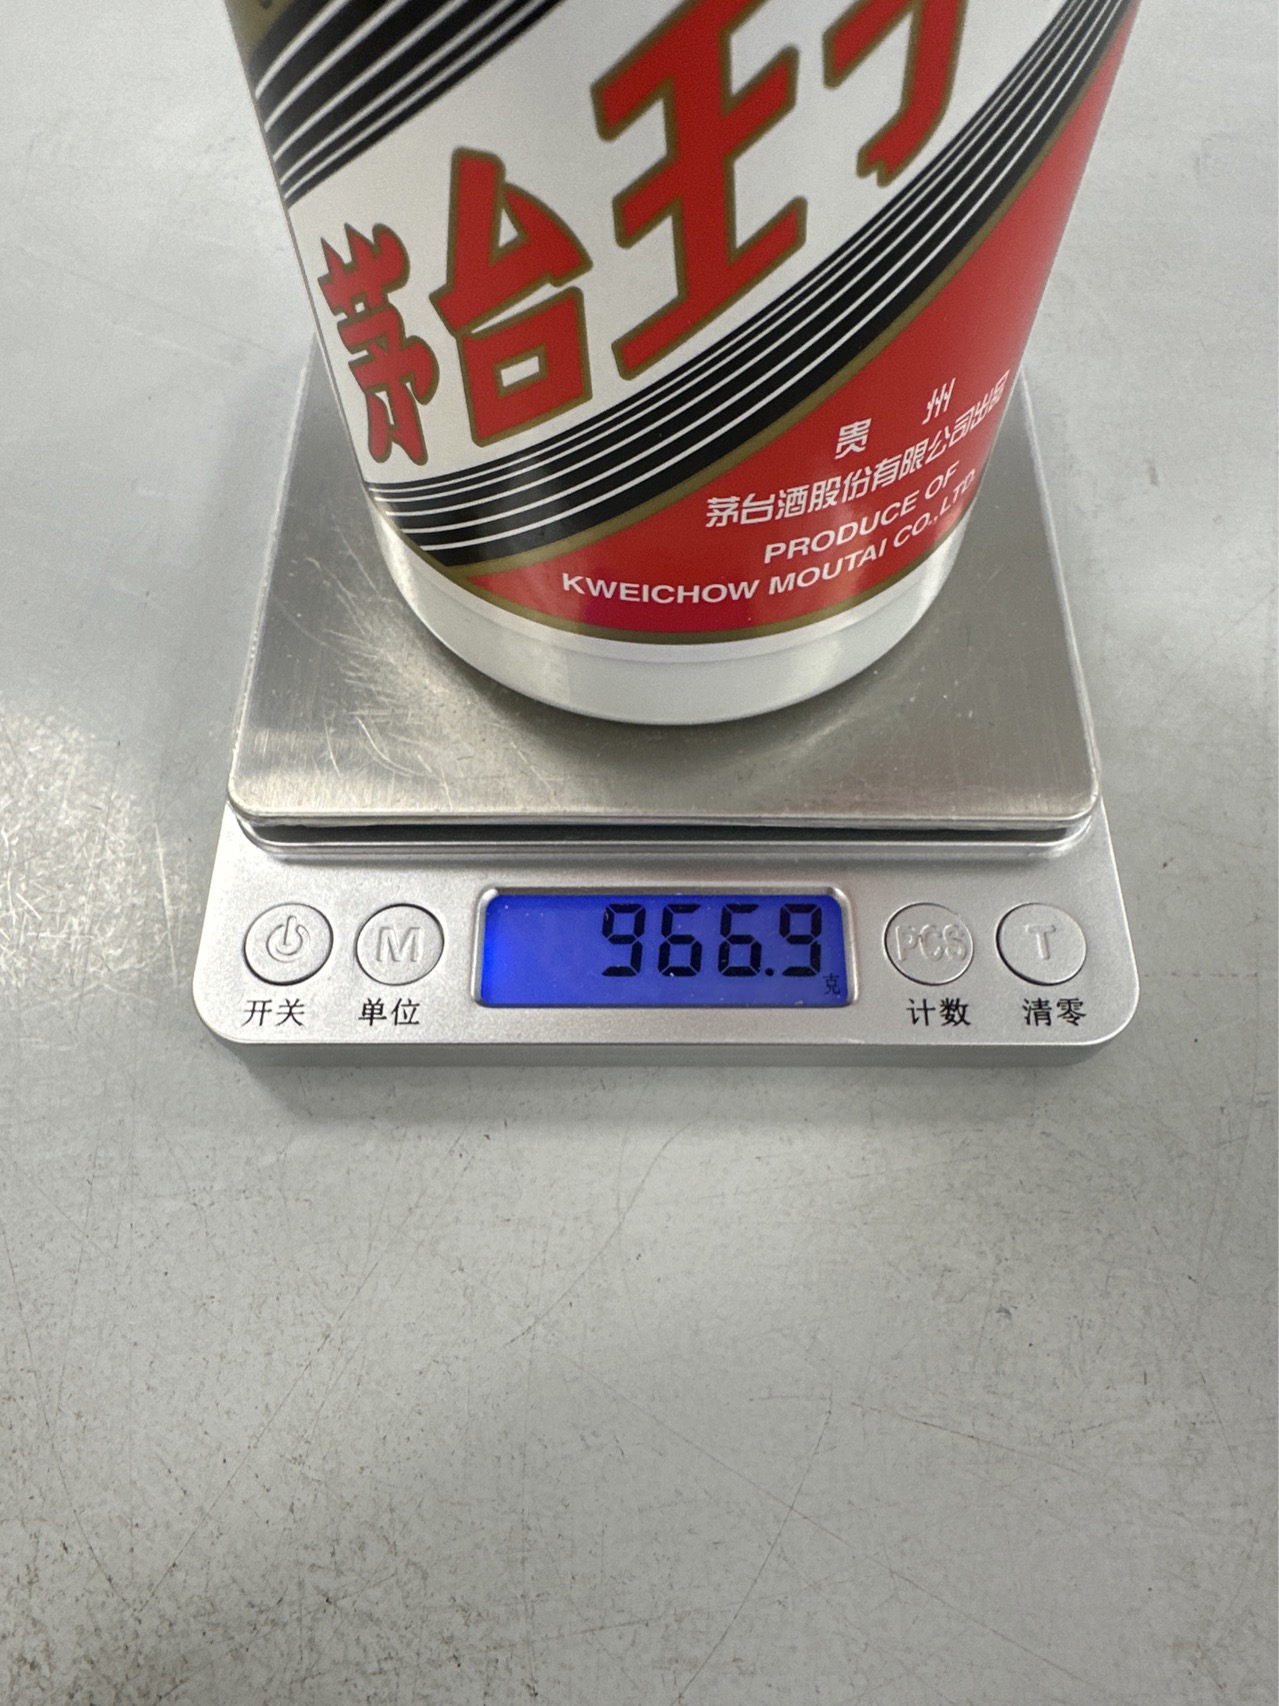 茅台王子
贵 州
茅台酒股份有限公司出品
PRODUCE OF
KWEICHOW MOUTAI CO.,LTD.
966.9
克
M
PCS
T
开关
单位
计数
清零